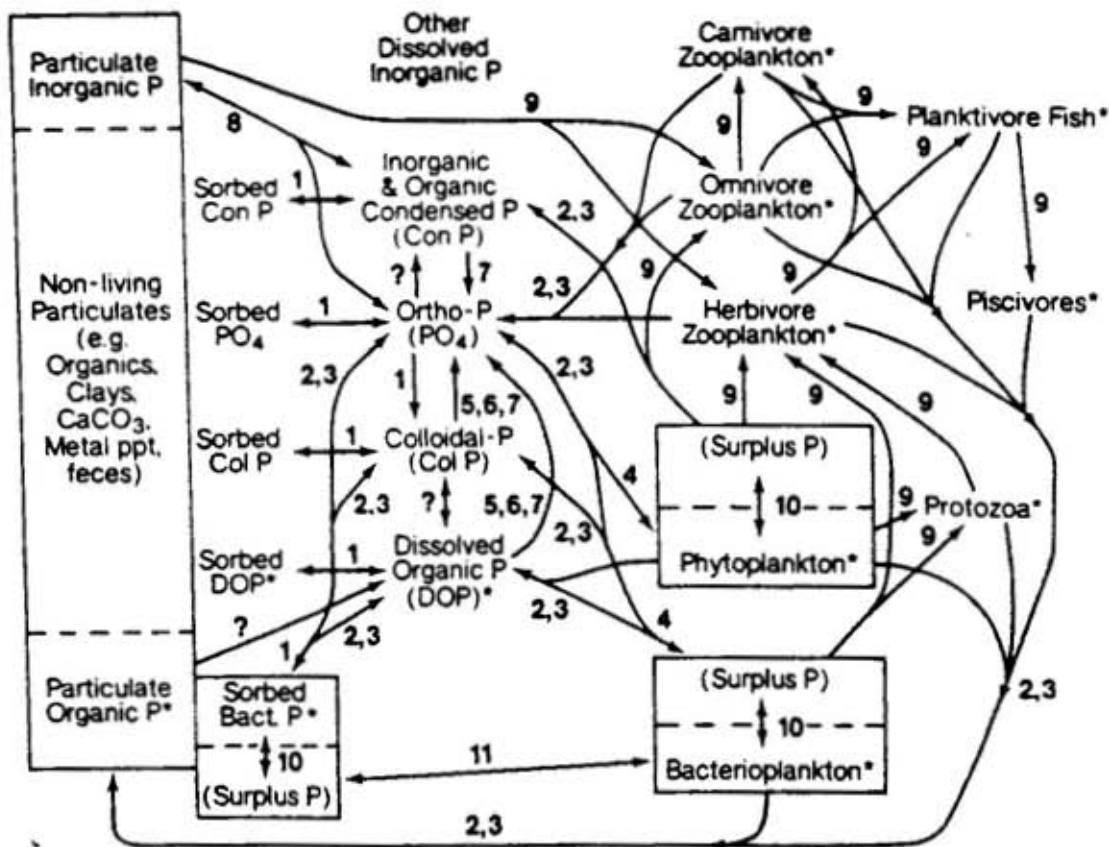 Other
Dissolved
Inorganic P
Carnivore
Zooplankton*
Particulate
Inorganic P
9
9
Planktivore Fish*
8
9
9
Inorganic
& Organic
Condensed P
(Con P)
Sorbed
Con P
1
2,3
Omnivore
Zooplankton*
9
?
7
9
9
Non-living
Particulates
(e.g.
Organics,
Clays,
CaCO3,
Metal ppt,
feces)
Sorbed
PO4
1
Ortho-P
(PO4)
2,3
Herbivore
Zooplankton*
Piscivores*
2,3
1
5,6,7
2,3
9
9
9
Sorbed
Col P
1
Colloidal-P
(Col P)
4
(Surplus P)
10
Phytoplankton*
9
Protozoa*
9
2,3
?
5,6,7
2,3
Sorbed
DOP*
1
Dissolved
Organic P
(DOP)*
?
1
2,3
2,3
4
Particulate
Organic P*
Sorbed
Bact. P*
10
(Surplus P)
11
(Surplus P)
10
Bacterioplankton*
2,3
2,3